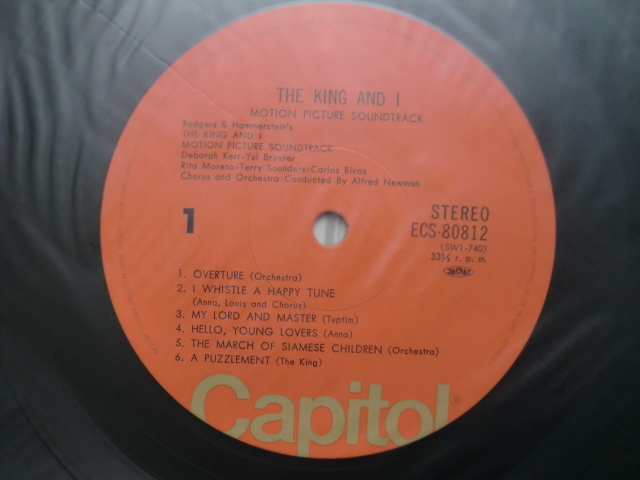 THE KING AND I
MOTION PICTURE SOUNDTRACK
Rodgers & Hammerstein's
THE KING AND I
MOTION PICTURE SOUNDTRACK
Deborah Kerr-Yul Brynner
Rita Moreno-Terry Saunders-Carlos Rivas
Chorus and Orchestra Conducted By Alfred Newman
1
STEREO
ECS-80812
(SW1-740)
33⅓ r. p. m.
1. OVERTURE (Orchestra)
2. I WHISTLE A HAPPY TUNE
(Anna, Louis and Chorus)
3. MY LORD AND MASTER (Tuptim)
4. HELLO, YOUNG LOVERS (Anna)
5. THE MARCH OF SIAMESE CHILDREN (Orchestra)
6. A PUZZLEMENT (The King)
Capitol®